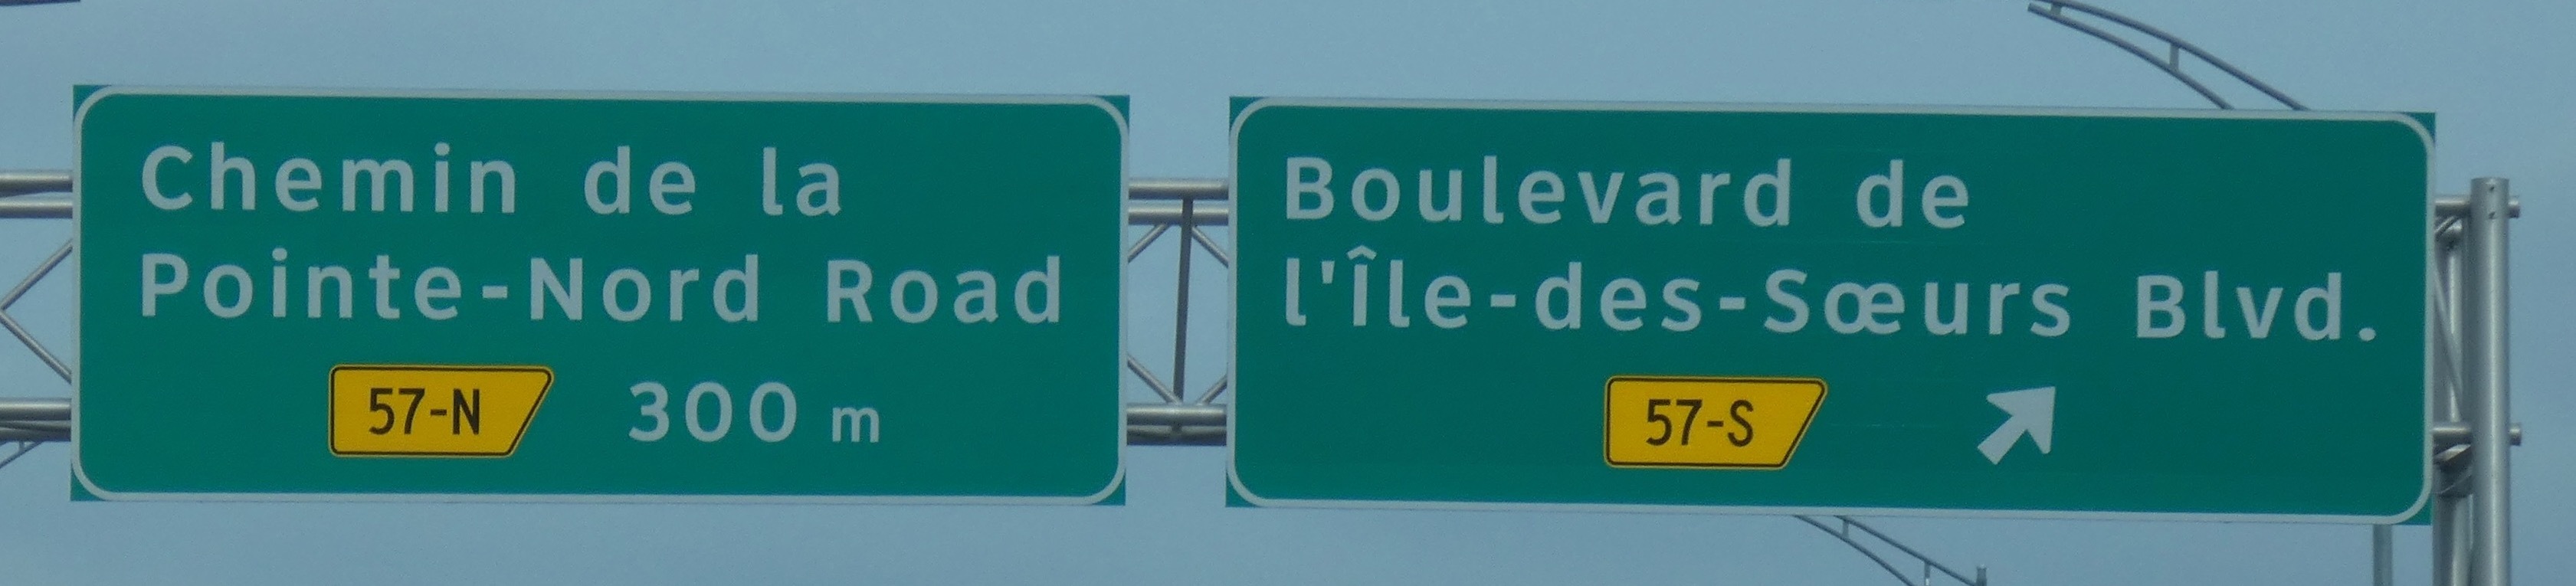 Chemin de la
Pointe-Nord Road
57-N 300 m
Boulevard de
l'Île-des-Sœurs Blvd.
57-S